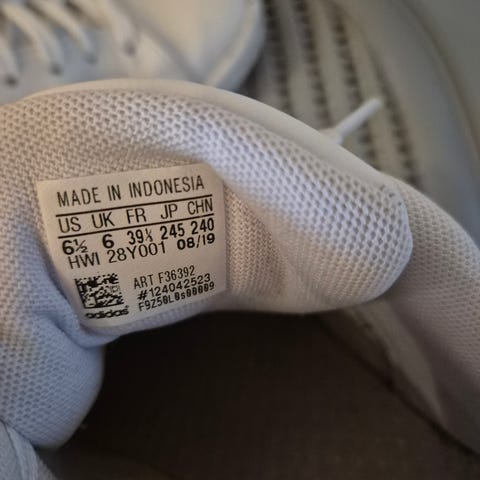 MADE IN INDONESIA
US UK FR JP CHN
6½ 6 39⅓ 245 240
HWI 28Y001 08/19
ART F36392
#124042523
F9Z50L0s00009
adidas